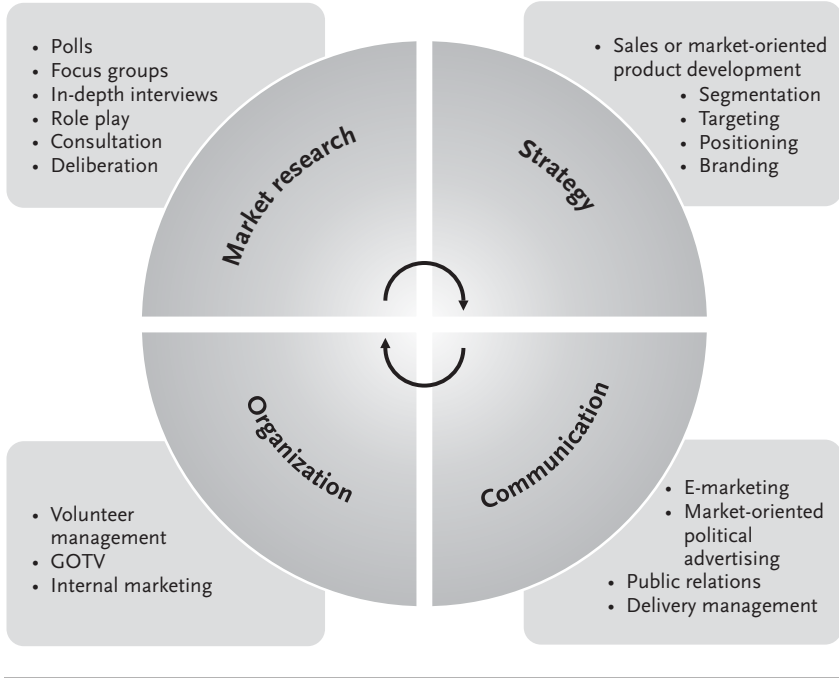 • Polls
• Focus groups
• In-depth interviews
• Role play
• Consultation
• Deliberation
Market research
• Sales or market-oriented
product development
• Segmentation
• Targeting
• Positioning
• Branding
Strategy
Organization
• Volunteer
management
• GOTV
• Internal marketing
Communication
• E-marketing
• Market-oriented
political
advertising
• Public relations
• Delivery management